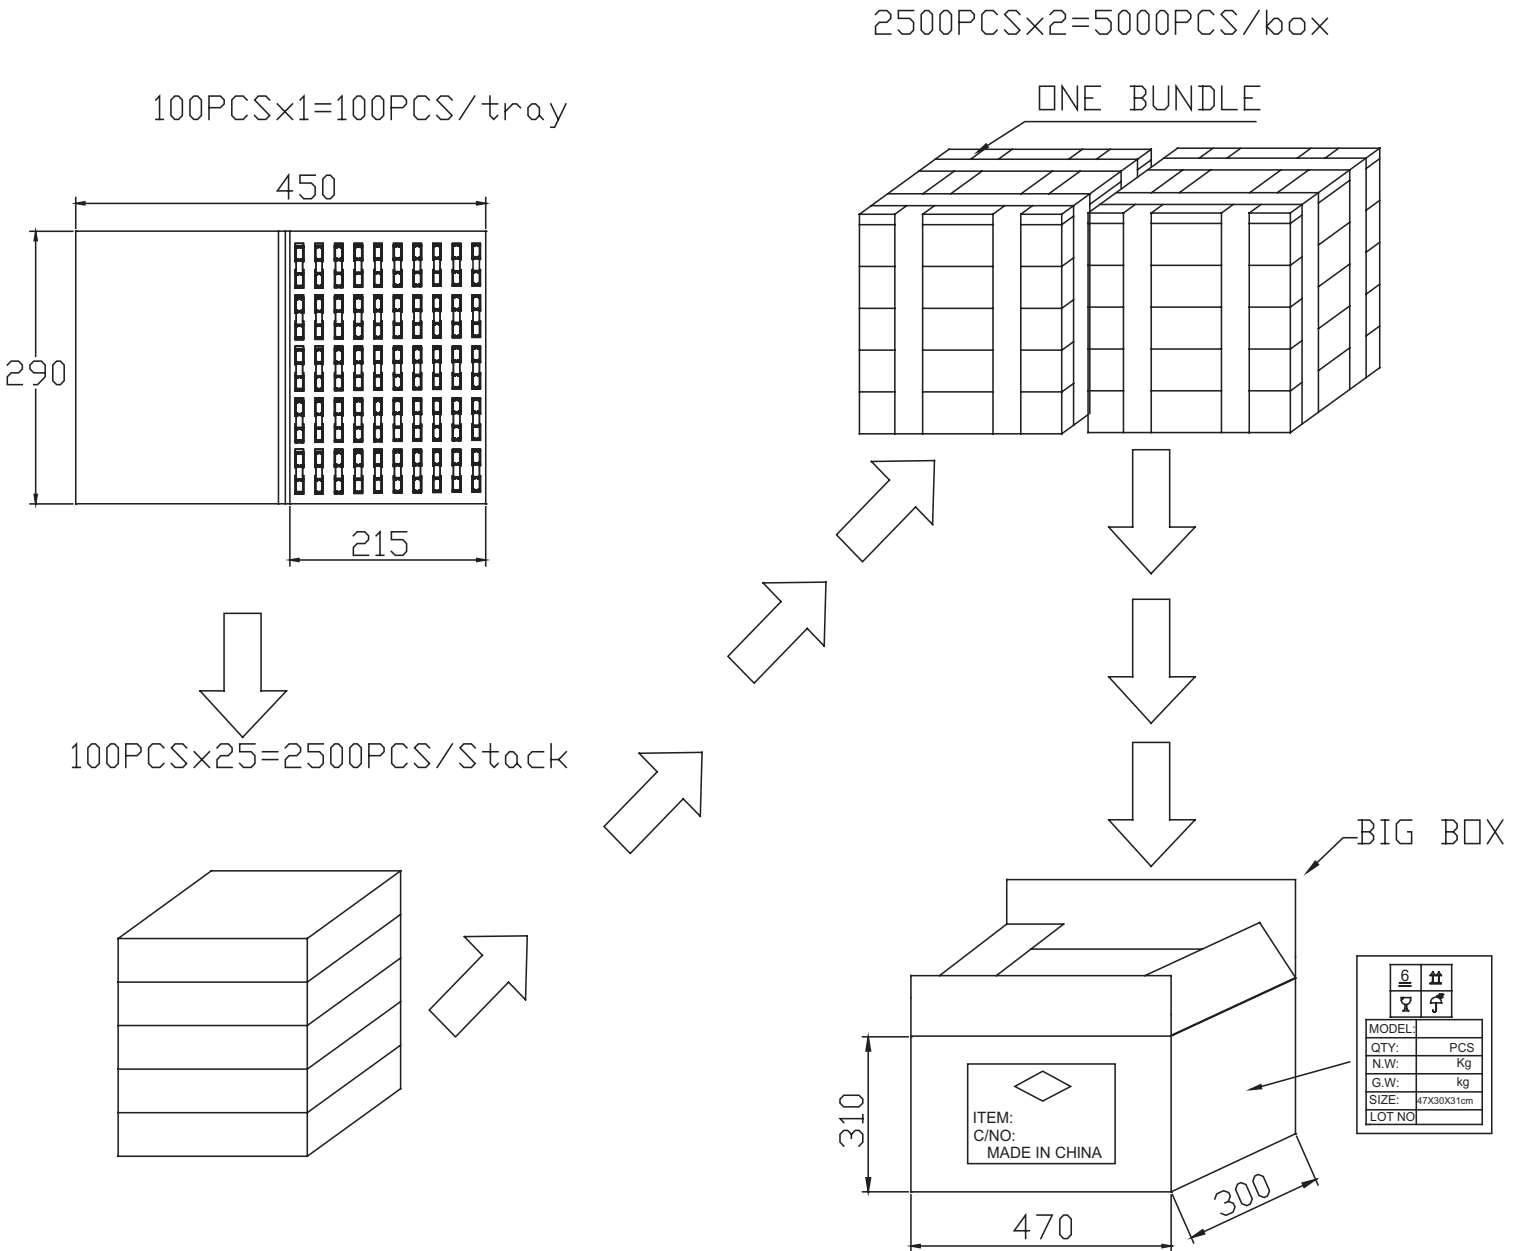 2500PCSx2=5000PCS/box
ONE BUNDLE
100PCSx1=100PCS/tray
450
290
215
100PCSx25=2500PCS/Stack
BIG BOX
6
MODEL:
QTY: PCS
N.W: Kg
G.W: kg
SIZE: 47X30X31cm
LOT NO
310
ITEM:
C/NO:
MADE IN CHINA
300
470